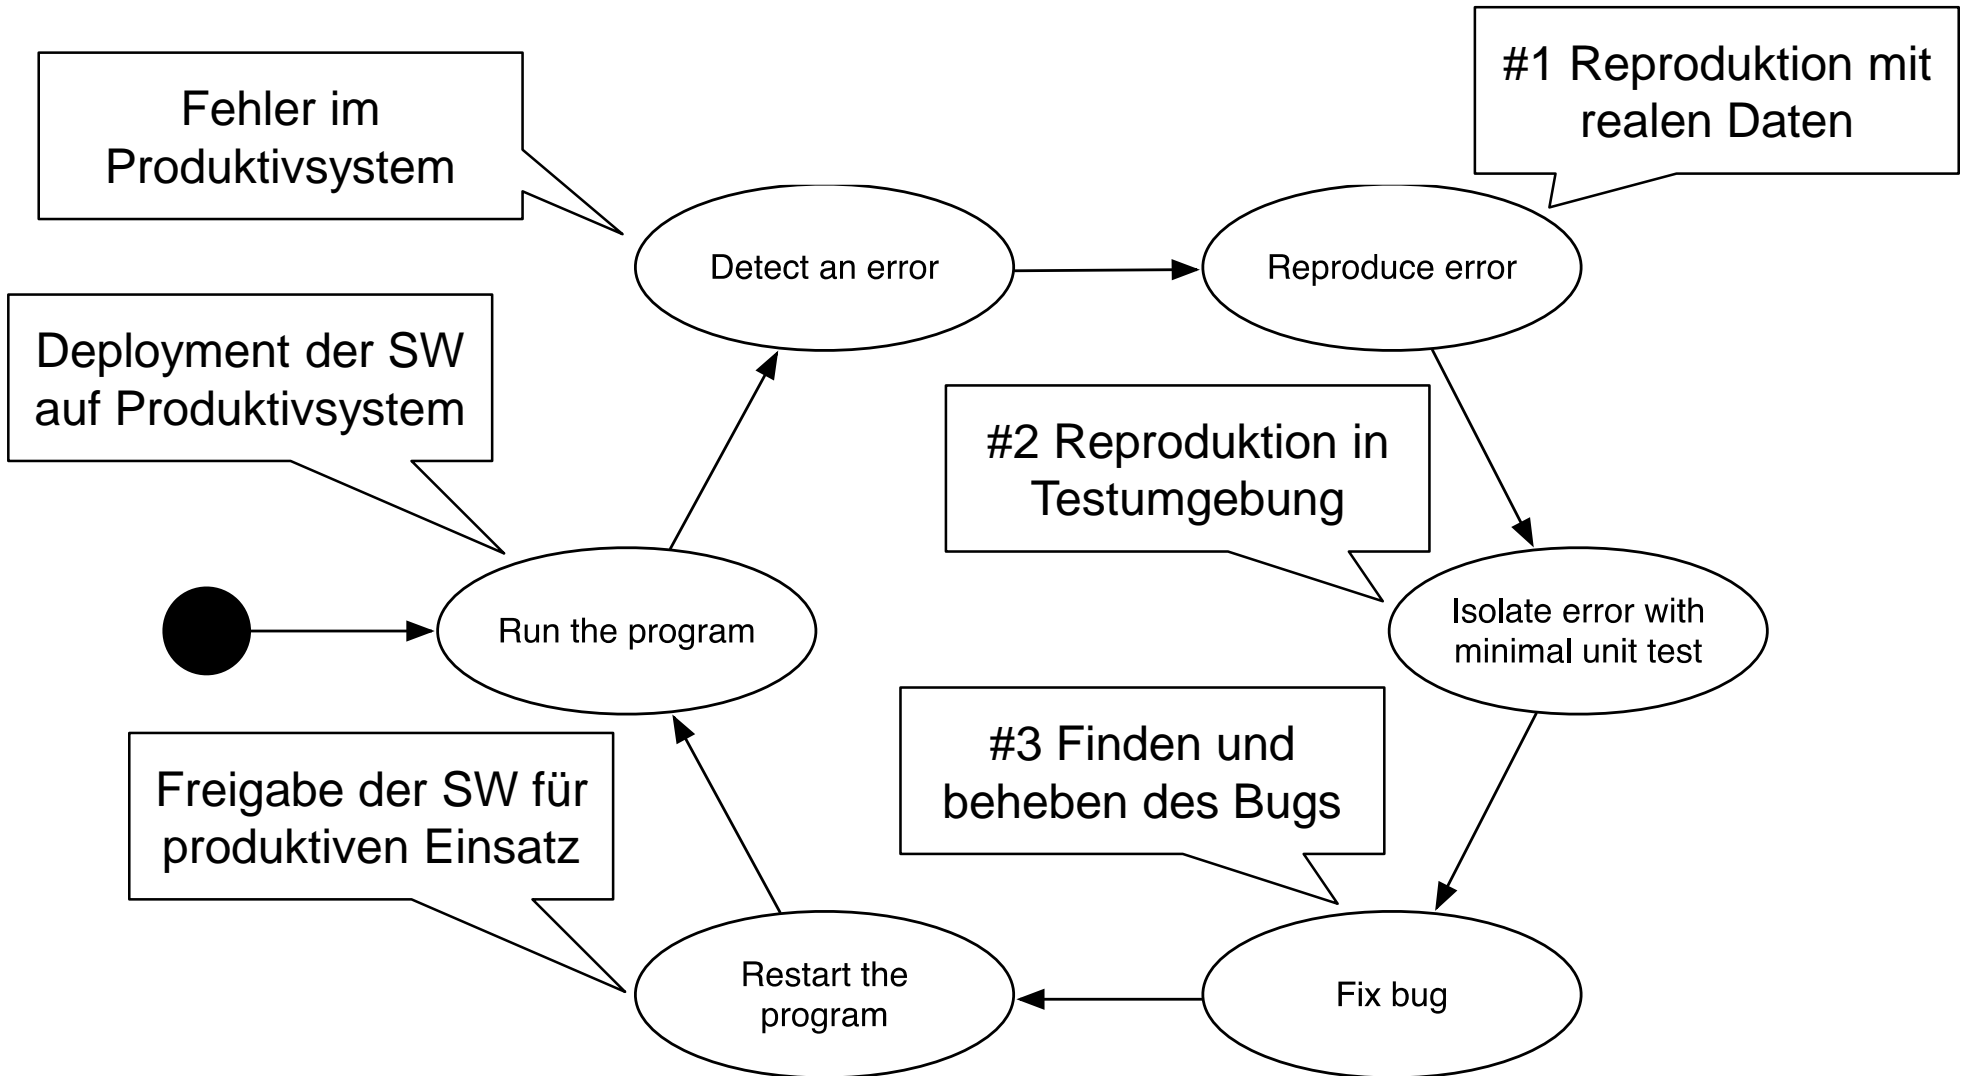 #1 Reproduktion mit
realen Daten
Fehler im
Produktivsystem
Detect an error
Reproduce error
Deployment der SW
auf Produktivsystem
#2 Reproduktion in
Testumgebung
Run the program
Isolate error with
minimal unit test
#3 Finden und
beheben des Bugs
Freigabe der SW für
produktiven Einsatz
Restart the
program
Fix bug